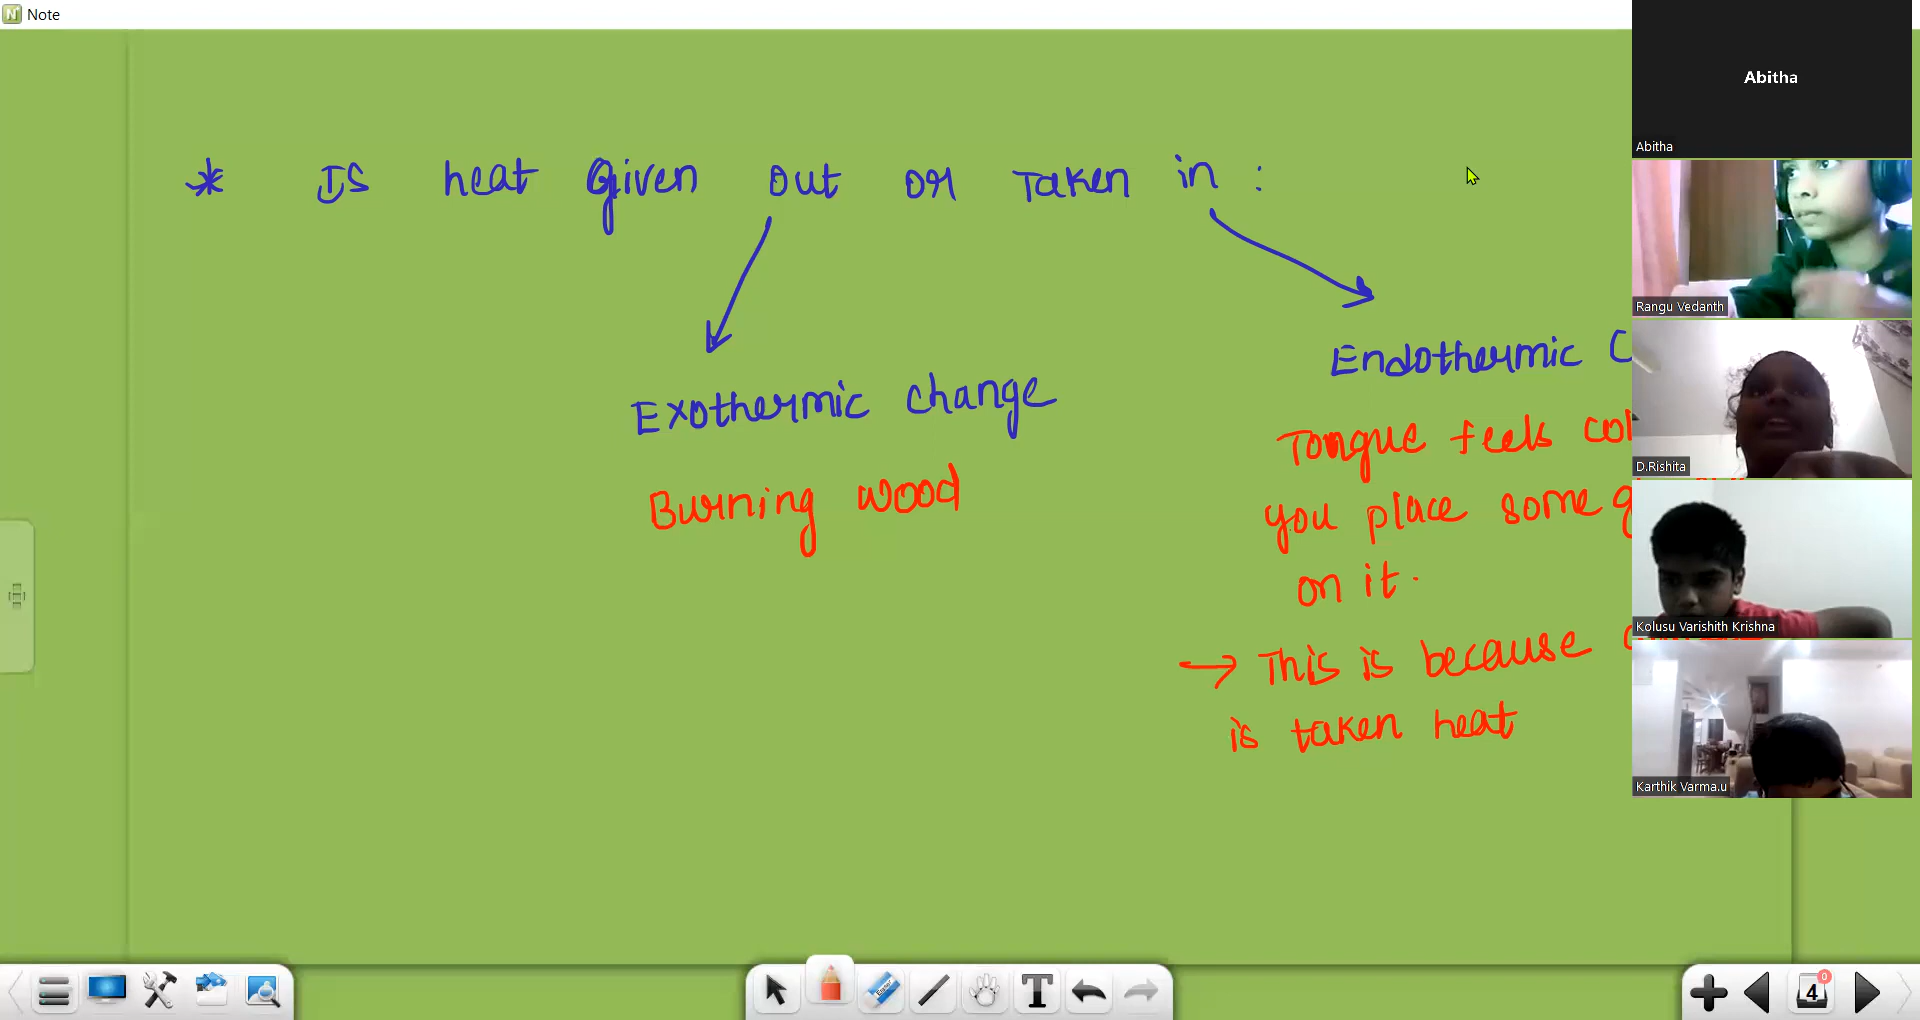 Note
Abitha
Abitha
* Is heat Given out or Taken in :
Rangu Vedanth
Endothermic
Exothermic change
Tongue feels
D.Rishita
Burning wood
you place some
on it.
Kolusu Varishith Krishna
→ This is because
is taken heat
Karthik Varma.u
T
4
0